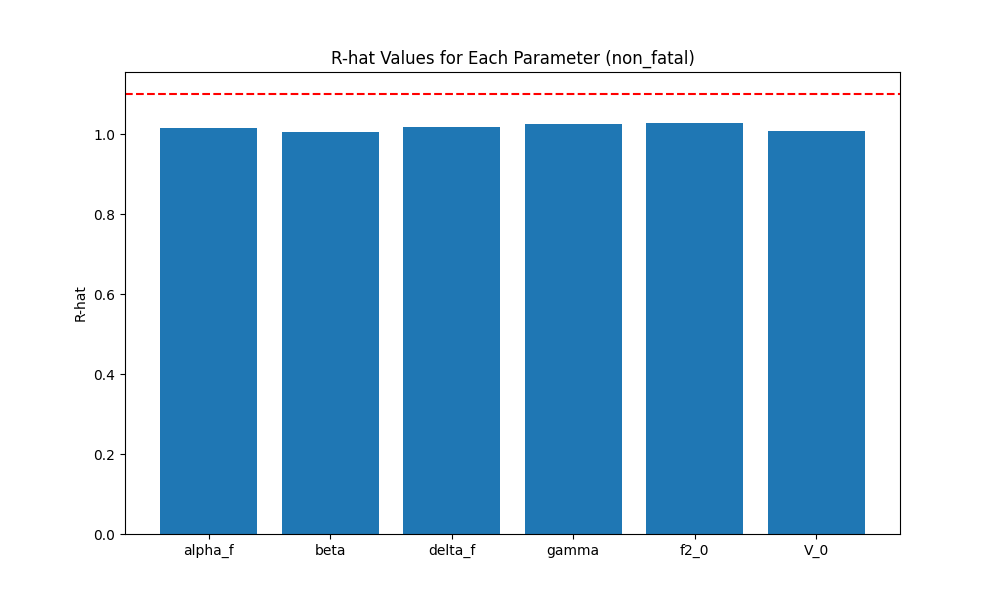 R-hat Values for Each Parameter (non_fatal)
R-hat
1.0
0.8
0.6
0.4
0.2
0.0
alpha_f
beta
delta_f
gamma
f2_0
V_0